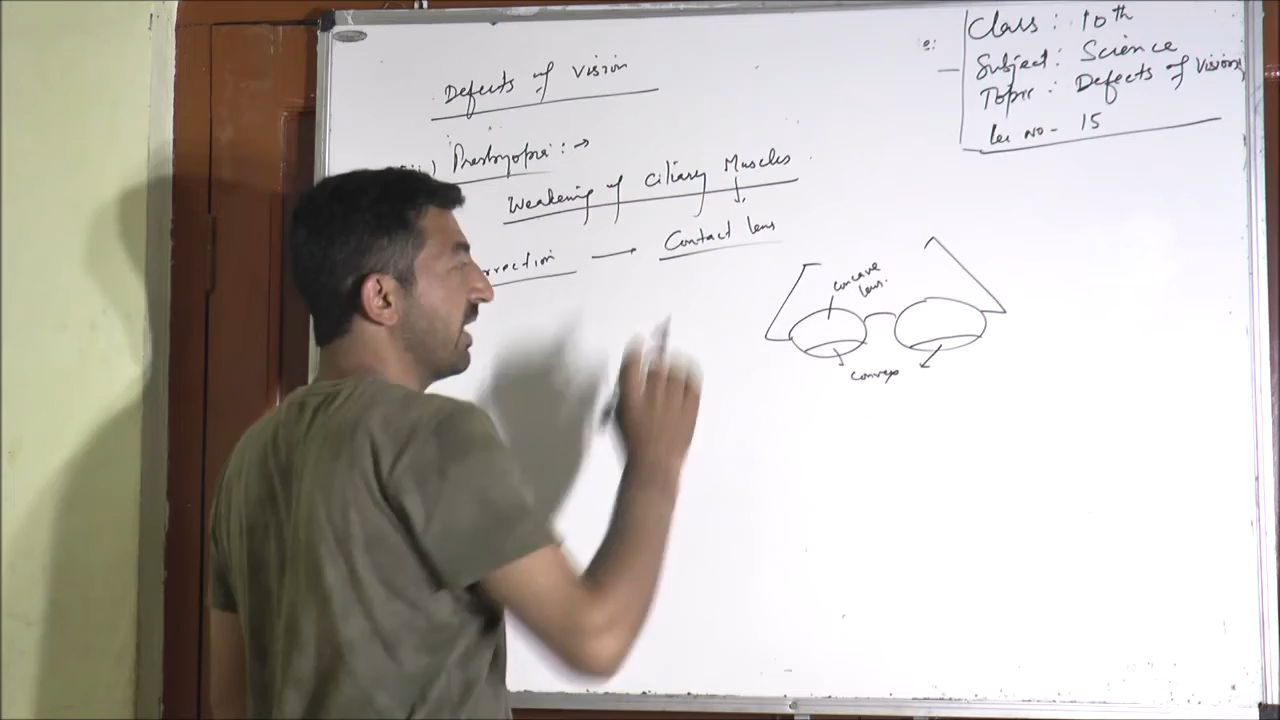 Defects of vision
Presbyopia : →
Weakening of Ciliary Muscles
rrection — Contact lens
concave
lens.
convex
Class : 10th
Subject : Science
Topic : Defects of Vision
Lec No- 15